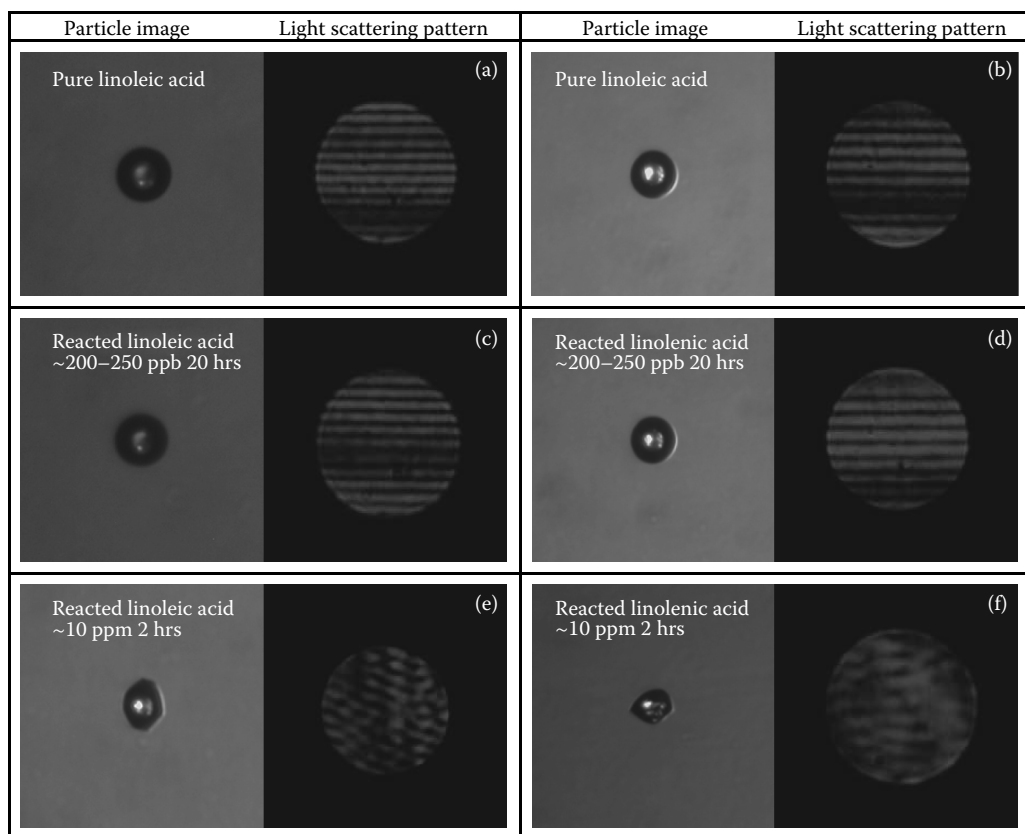 Particle image Light scattering pattern Particle image Light scattering pattern
Pure linoleic acid
(a)
Pure linoleic acid
(b)
Reacted linoleic acid
~200–250 ppb 20 hrs
(c)
Reacted linolenic acid
~200–250 ppb 20 hrs
(d)
Reacted linoleic acid
~10 ppm 2 hrs
(e)
Reacted linolenic acid
~10 ppm 2 hrs
(f)